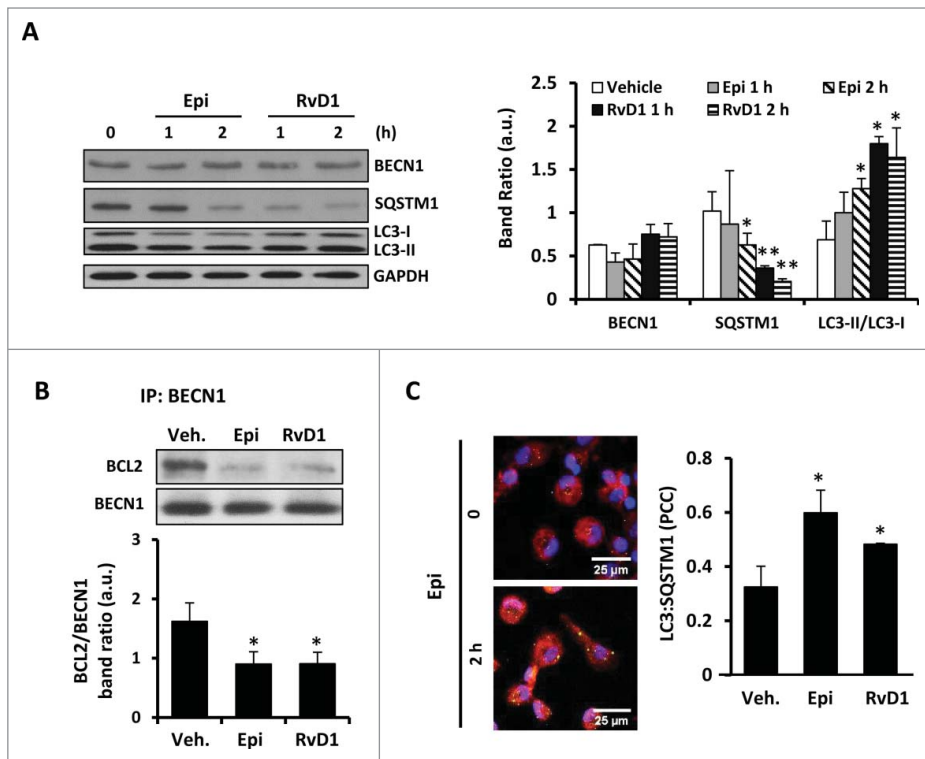 A
Epi RvD1
0 1 2 1 2 (h)
BECN1
SQSTM1
LC3-I
LC3-II
GAPDH
Band Ratio (a.u.)
2.5
2
1.5
1
0.5
0
Vehicle Epi 1 h Epi 2 h
RvD1 1 h RvD1 2 h
* ** ** * * *
BECN1 SQSTM1 LC3-II/LC3-I
B
IP: BECN1
Veh. Epi RvD1
BCL2
BECN1
BCL2/BECN1
band ratio (a.u.)
3
2
1
0
* *
Veh. Epi RvD1
C
Epi
0
25 µm
2 h
25 µm
LC3:SQSTM1 (PCC)
0.8
0.6
0.4
0.2
0
* *
Veh. Epi RvD1